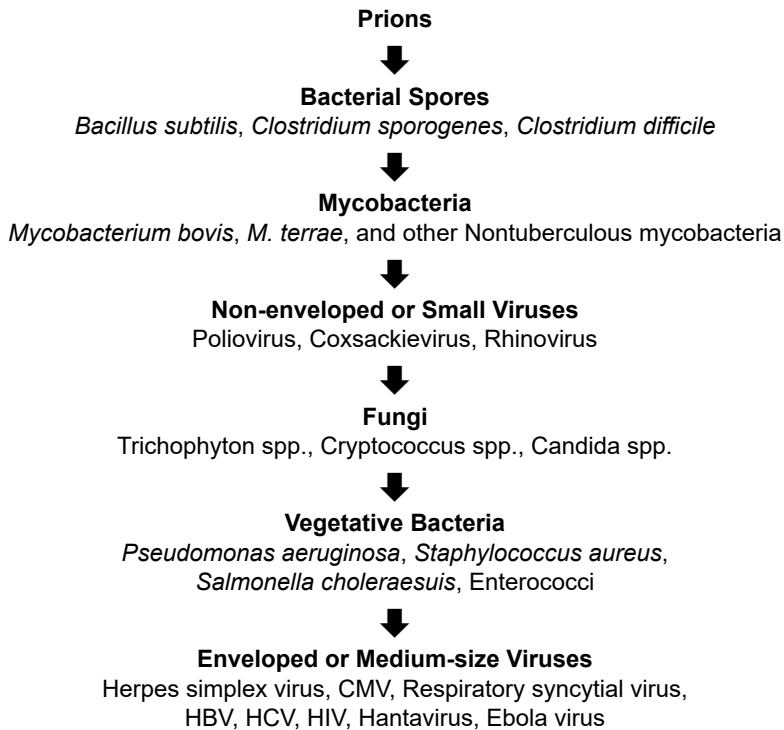 Prions
Bacterial Spores
Bacillus subtilis, Clostridium sporogenes, Clostridium difficile
Mycobacteria
Mycobacterium bovis, M. terrae, and other Nontuberculous mycobacteria
Non-enveloped or Small Viruses
Poliovirus, Coxsackievirus, Rhinovirus
Fungi
Trichophyton spp., Cryptococcus spp., Candida spp.
Vegetative Bacteria
Pseudomonas aeruginosa, Staphylococcus aureus,
Salmonella choleraesuis, Enterococci
Enveloped or Medium-size Viruses
Herpes simplex virus, CMV, Respiratory syncytial virus,
HBV, HCV, HIV, Hantavirus, Ebola virus